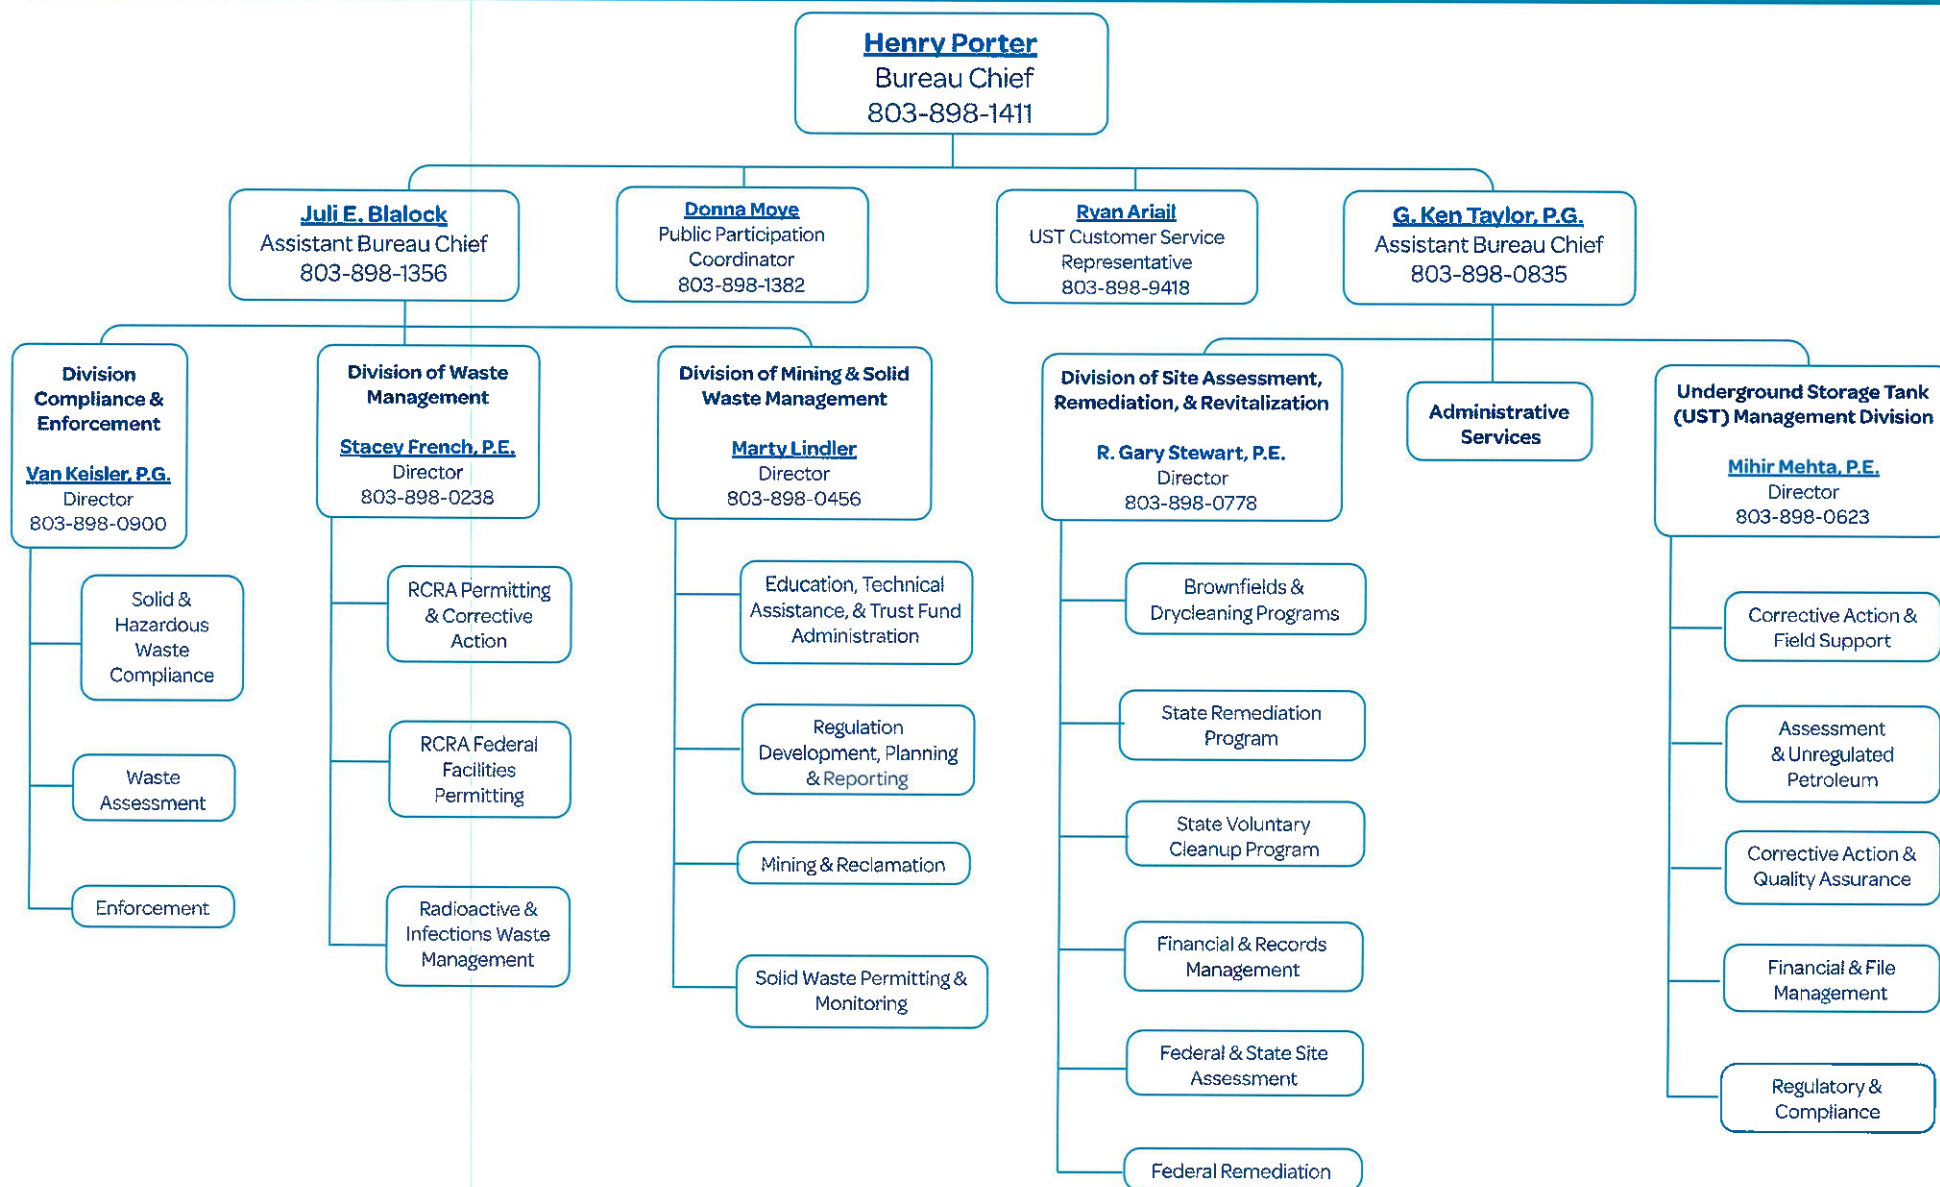 Henry Porter
Bureau Chief
803-898-1411
Juli E. Blalock
Assistant Bureau Chief
803-898-1356
Donna Moye
Public Participation
Coordinator
803-898-1382
Ryan Ariail
UST Customer Service
Representative
803-898-9418
G. Ken Taylor, P.G.
Assistant Bureau Chief
803-898-0835
Division
Compliance &
Enforcement
Van Keisler, P.G.
Director
803-898-0900
Division of Waste
Management
Stacey French, P.E.
Director
803-898-0238
Division of Mining & Solid
Waste Management
Marty Lindler
Director
803-898-0456
Division of Site Assessment,
Remediation, & Revitalization
R. Gary Stewart, P.E.
Director
803-898-0778
Administrative
Services
Underground Storage Tank
(UST) Management Division
Mihir Mehta, P.E.
Director
803-898-0623
Solid &
Hazardous
Waste
Compliance
Waste
Assessment
Enforcement
RCRA Permitting
& Corrective
Action
RCRA Federal
Facilities
Permitting
Radioactive &
Infections Waste
Management
Education, Technical
Assistance, & Trust Fund
Administration
Regulation
Development, Planning
& Reporting
Mining & Reclamation
Solid Waste Permitting &
Monitoring
Brownfields &
Drycleaning Programs
State Remediation
Program
State Voluntary
Cleanup Program
Financial & Records
Management
Federal & State Site
Assessment
Federal Remediation
Corrective Action &
Field Support
Assessment
& Unregulated
Petroleum
Corrective Action &
Quality Assurance
Financial & File
Management
Regulatory &
Compliance